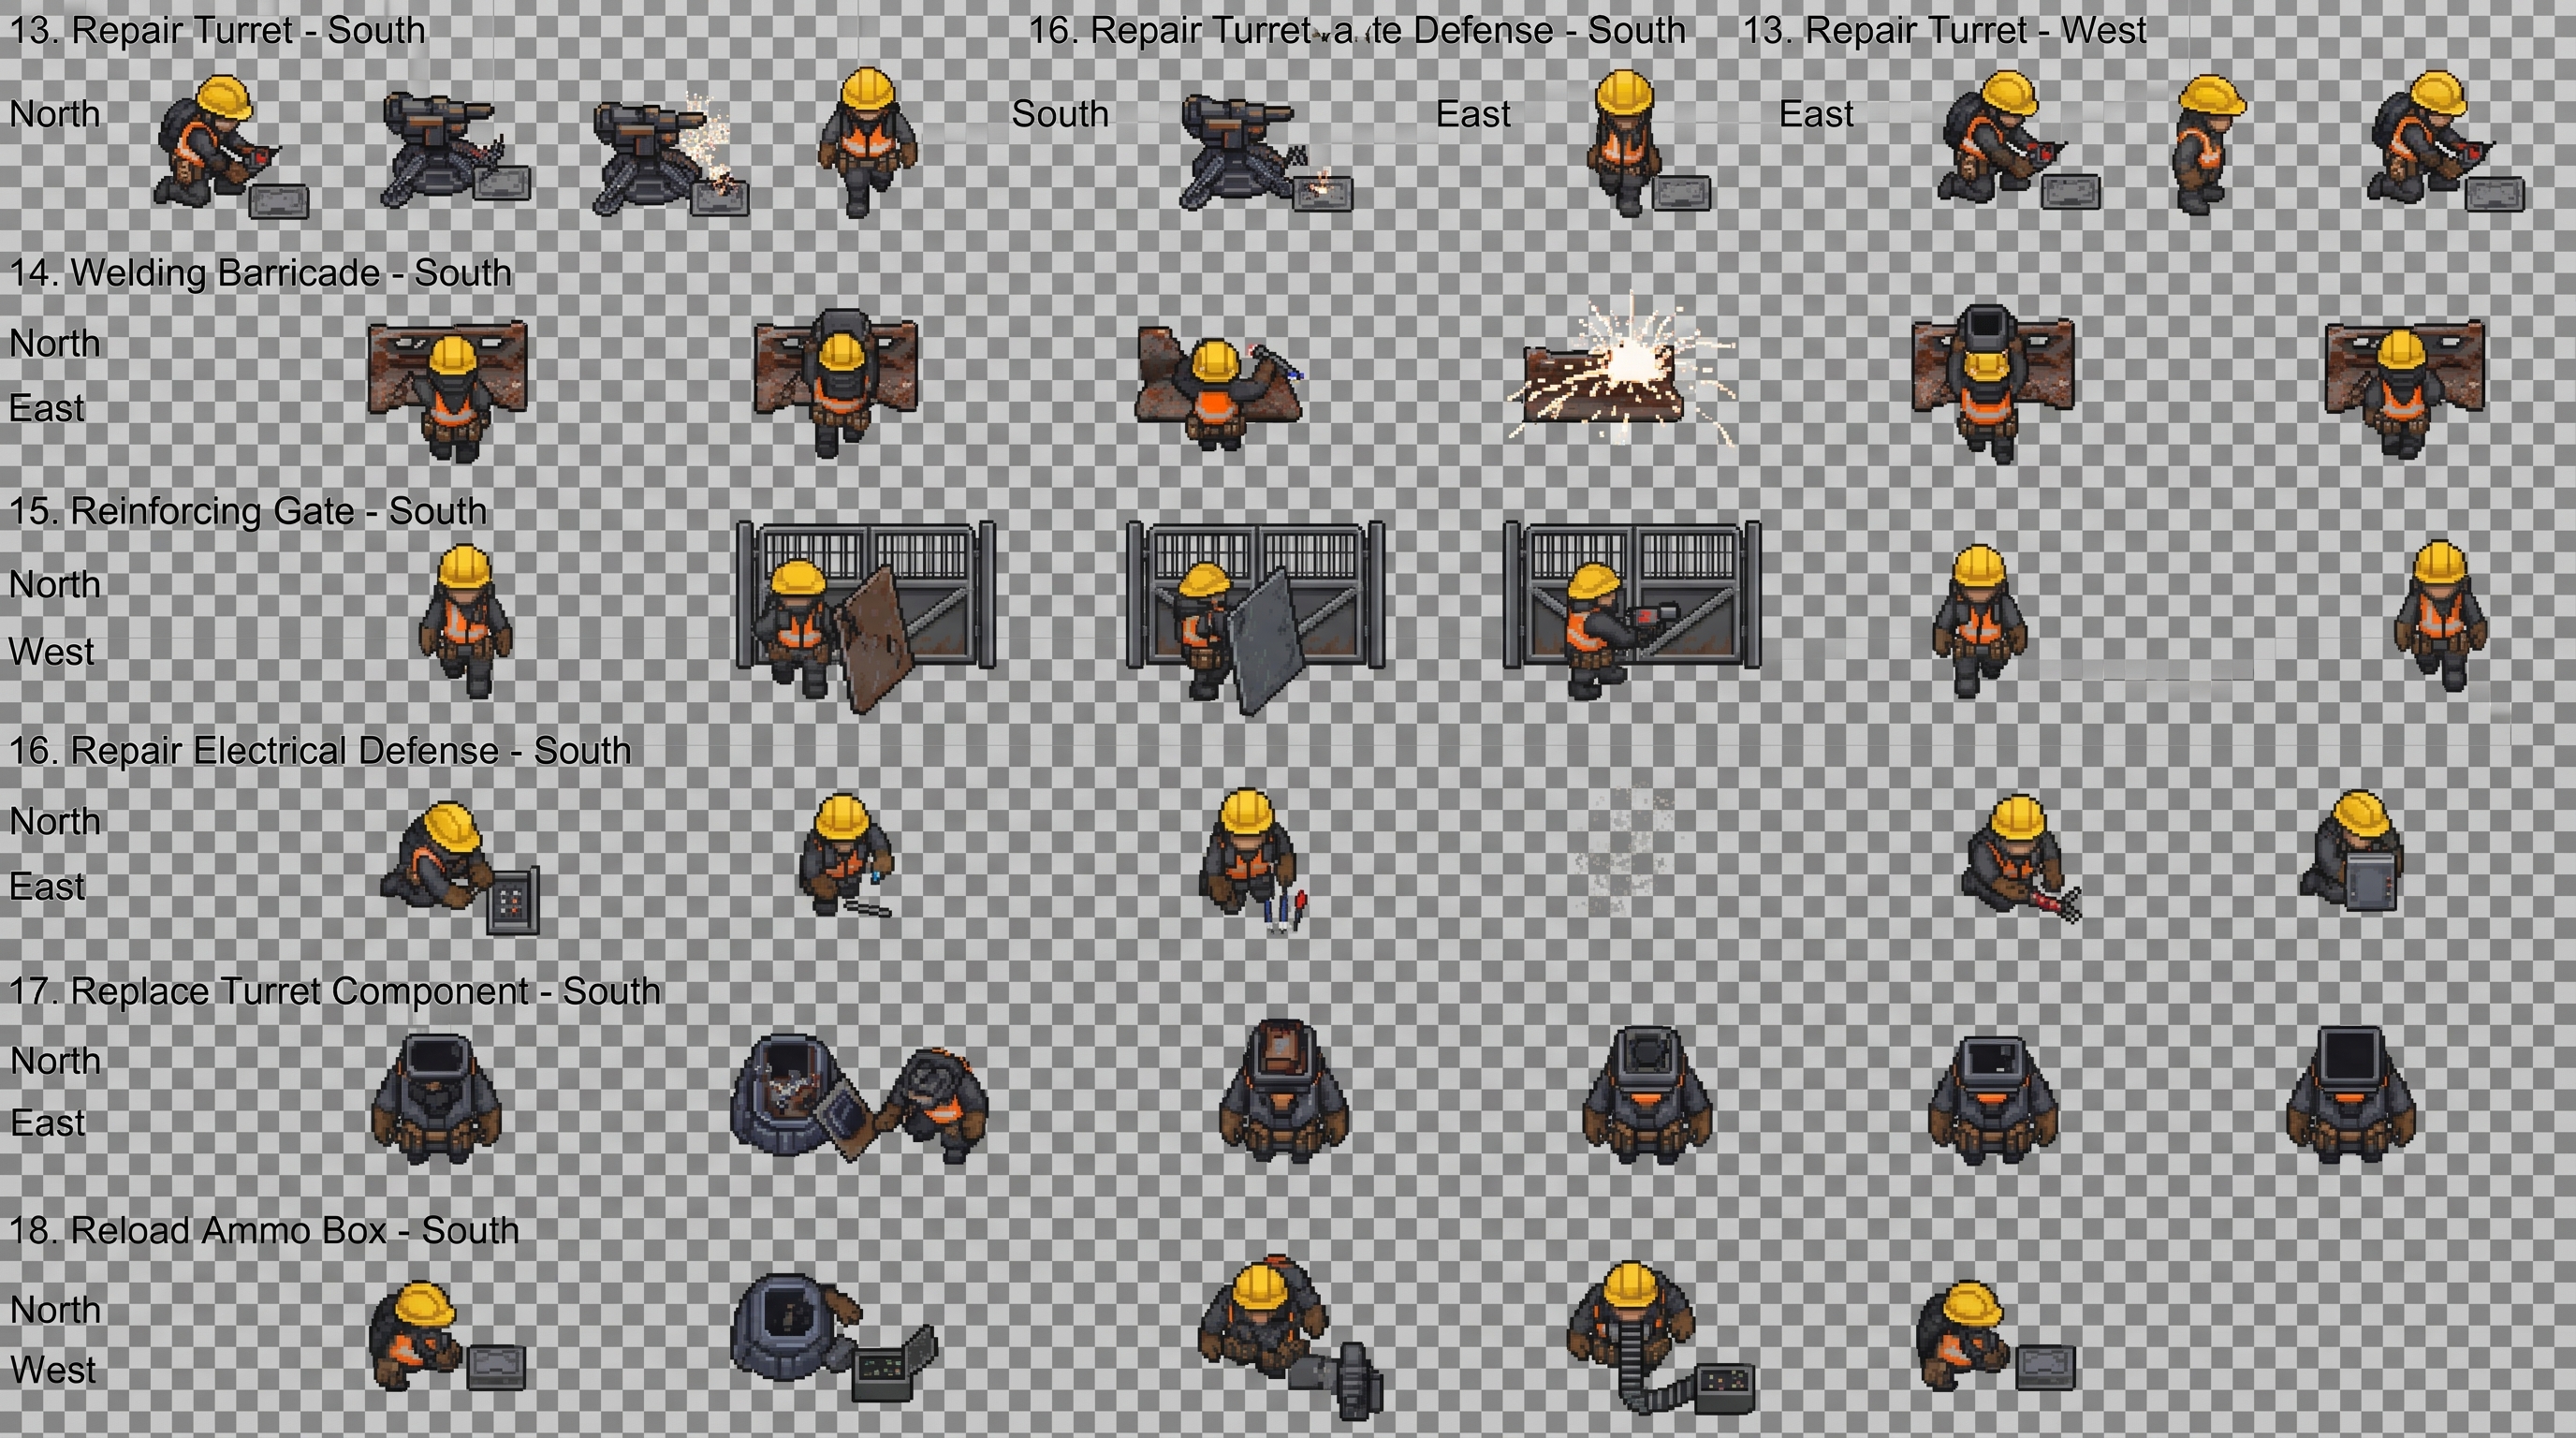 13. Repair Turret - South
16. Repair Turret a te Defense - South
13. Repair Turret - West
North
South
East
East
14. Welding Barricade - South
North
East
15. Reinforcing Gate - South
North
West
16. Repair Electrical Defense - South
North
East
17. Replace Turret Component - South
North
East
18. Reload Ammo Box - South
North
West